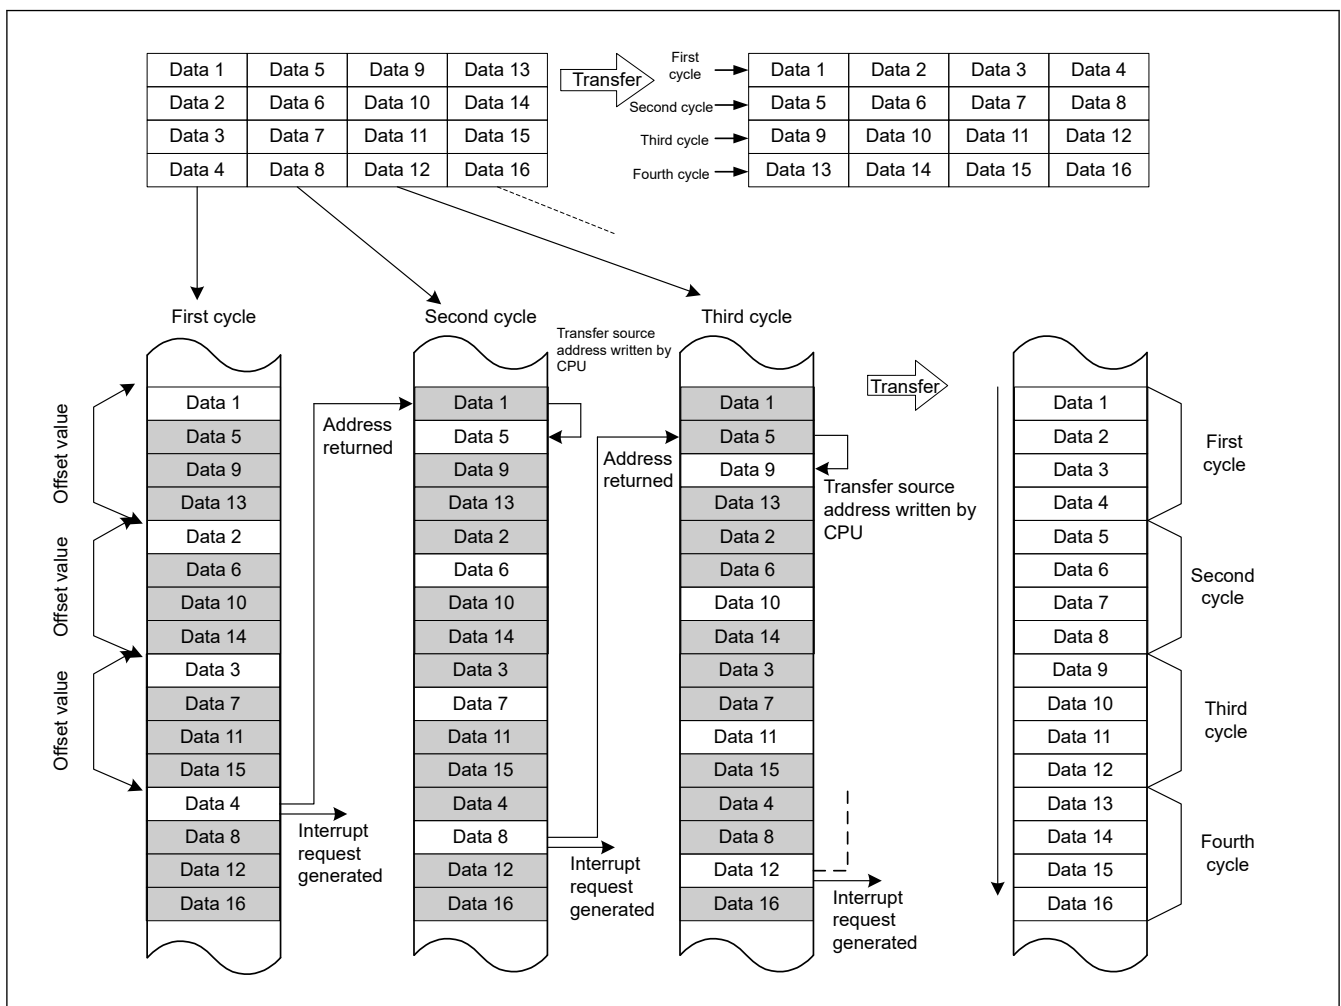 Data 1 Data 5 Data 9 Data 13
Data 2 Data 6 Data 10 Data 14
Data 3 Data 7 Data 11 Data 15
Data 4 Data 8 Data 12 Data 16
Transfer
First
cycle
Second cycle
Third cycle
Fourth cycle
Data 1 Data 2 Data 3 Data 4
Data 5 Data 6 Data 7 Data 8
Data 9 Data 10 Data 11 Data 12
Data 13 Data 14 Data 15 Data 16
First cycle
Offset value
Offset value
Offset value
Data 1
Data 5
Data 9
Data 13
Data 2
Data 6
Data 10
Data 14
Data 3
Data 7
Data 11
Data 15
Data 4
Data 8
Data 12
Data 16
Address
returned
Interrupt
request
generated
Second cycle
Transfer source
address written by
CPU
Data 1
Data 5
Data 9
Data 13
Data 2
Data 6
Data 10
Data 14
Data 3
Data 7
Data 11
Data 15
Data 4
Data 8
Data 12
Data 16
Address
returned
Interrupt
request
generated
Third cycle
Data 1
Data 5
Data 9
Data 13
Data 2
Data 6
Data 10
Data 14
Data 3
Data 7
Data 11
Data 15
Data 4
Data 8
Data 12
Data 16
Transfer source
address written by
CPU
Interrupt
request
generated
Transfer
Data 1
Data 2
Data 3
Data 4
Data 5
Data 6
Data 7
Data 8
Data 9
Data 10
Data 11
Data 12
Data 13
Data 14
Data 15
Data 16
First
cycle
Second
cycle
Third
cycle
Fourth
cycle